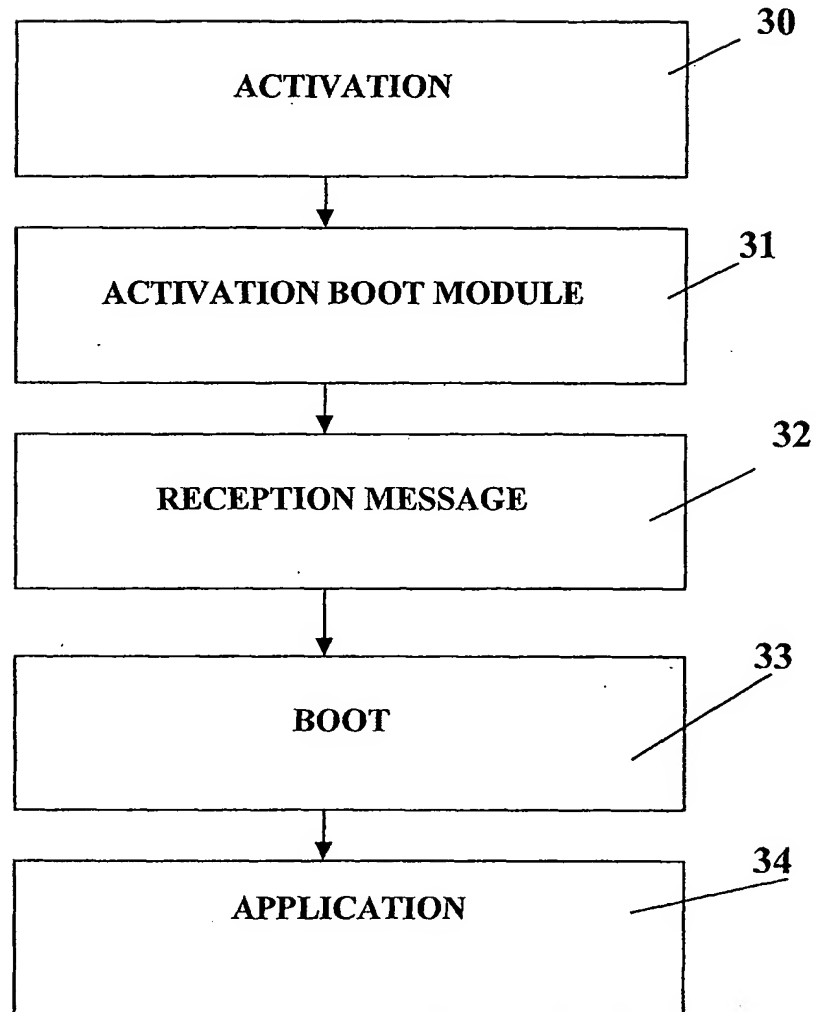 30
ACTIVATION
31
ACTIVATION BOOT MODULE
32
RECEPTION MESSAGE
33
BOOT
34
APPLICATION